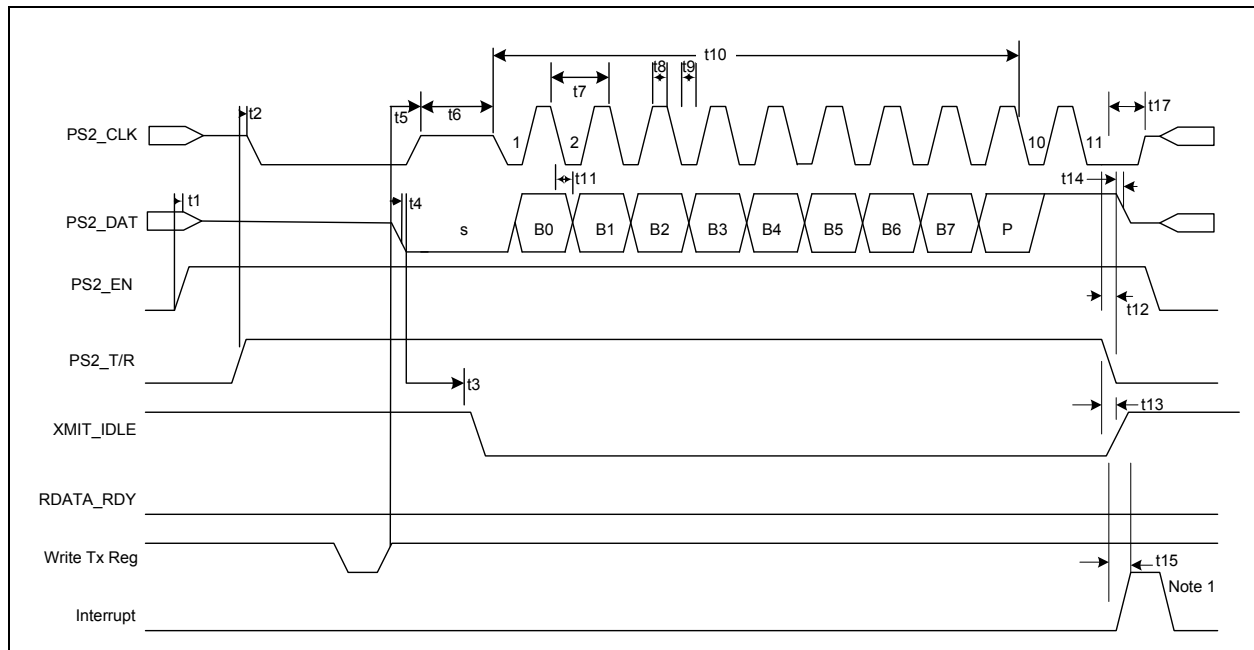 t10
t8
t9
t2
t7
t5
t6
t17
PS2_CLK
1
2
10
11
t11
t14
t1
PS2_DAT
t4
s
B0
B1
B2
B3
B4
B5
B6
B7
P
PS2_EN
t12
PS2_T/R
t3
t13
XMIT_IDLE
RDATA_RDY
Write Tx Reg
t15
Note 1
Interrupt